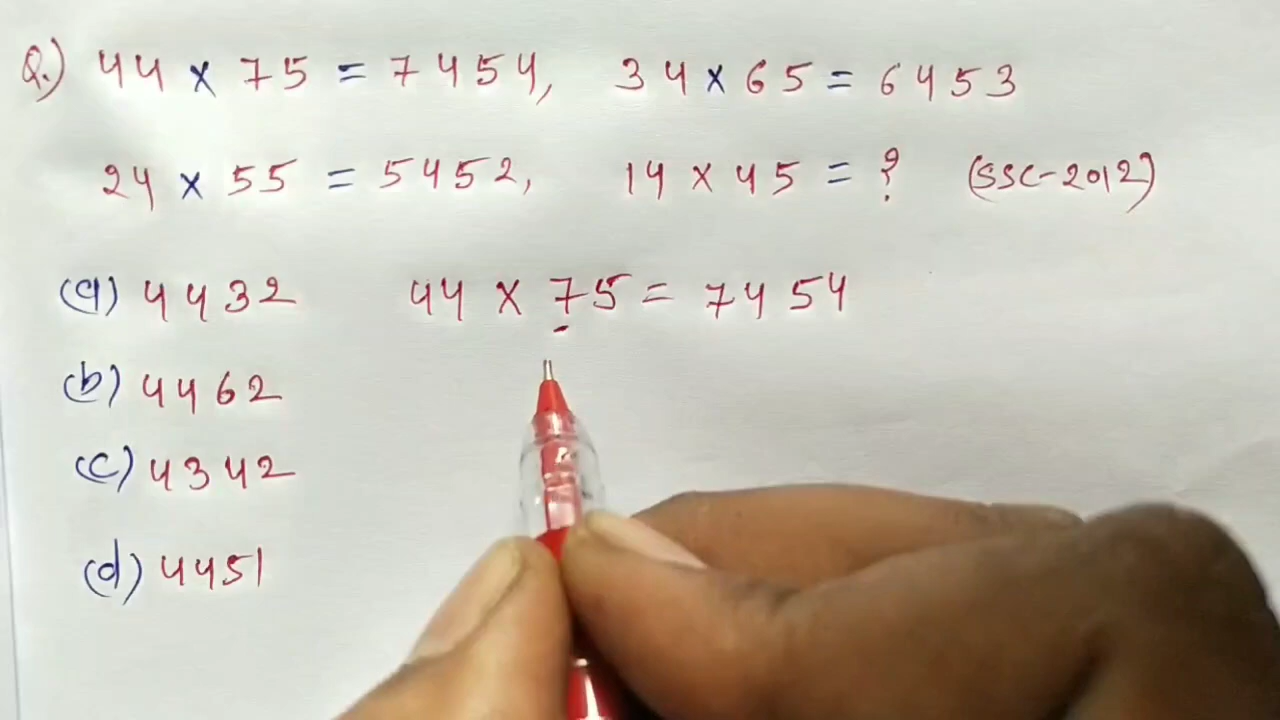 Q.) 44 × 75 = 7454, 34 × 65 = 6453
24 × 55 = 5452, 14 × 45 = ? (SSC-2012)
(a) 4432 44 × 75 = 7454
(b) 4462
(c) 4342
(d) 4451